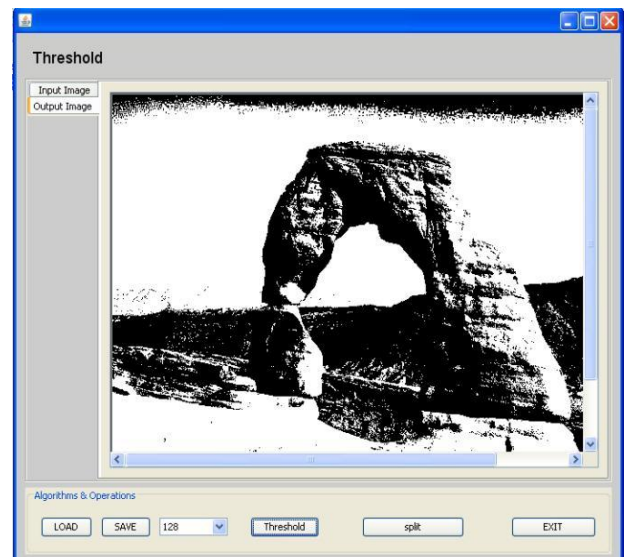 Threshold
Input Image
Output Image
Algorithms & Operations
LOAD SAVE 128 Threshold split EXIT